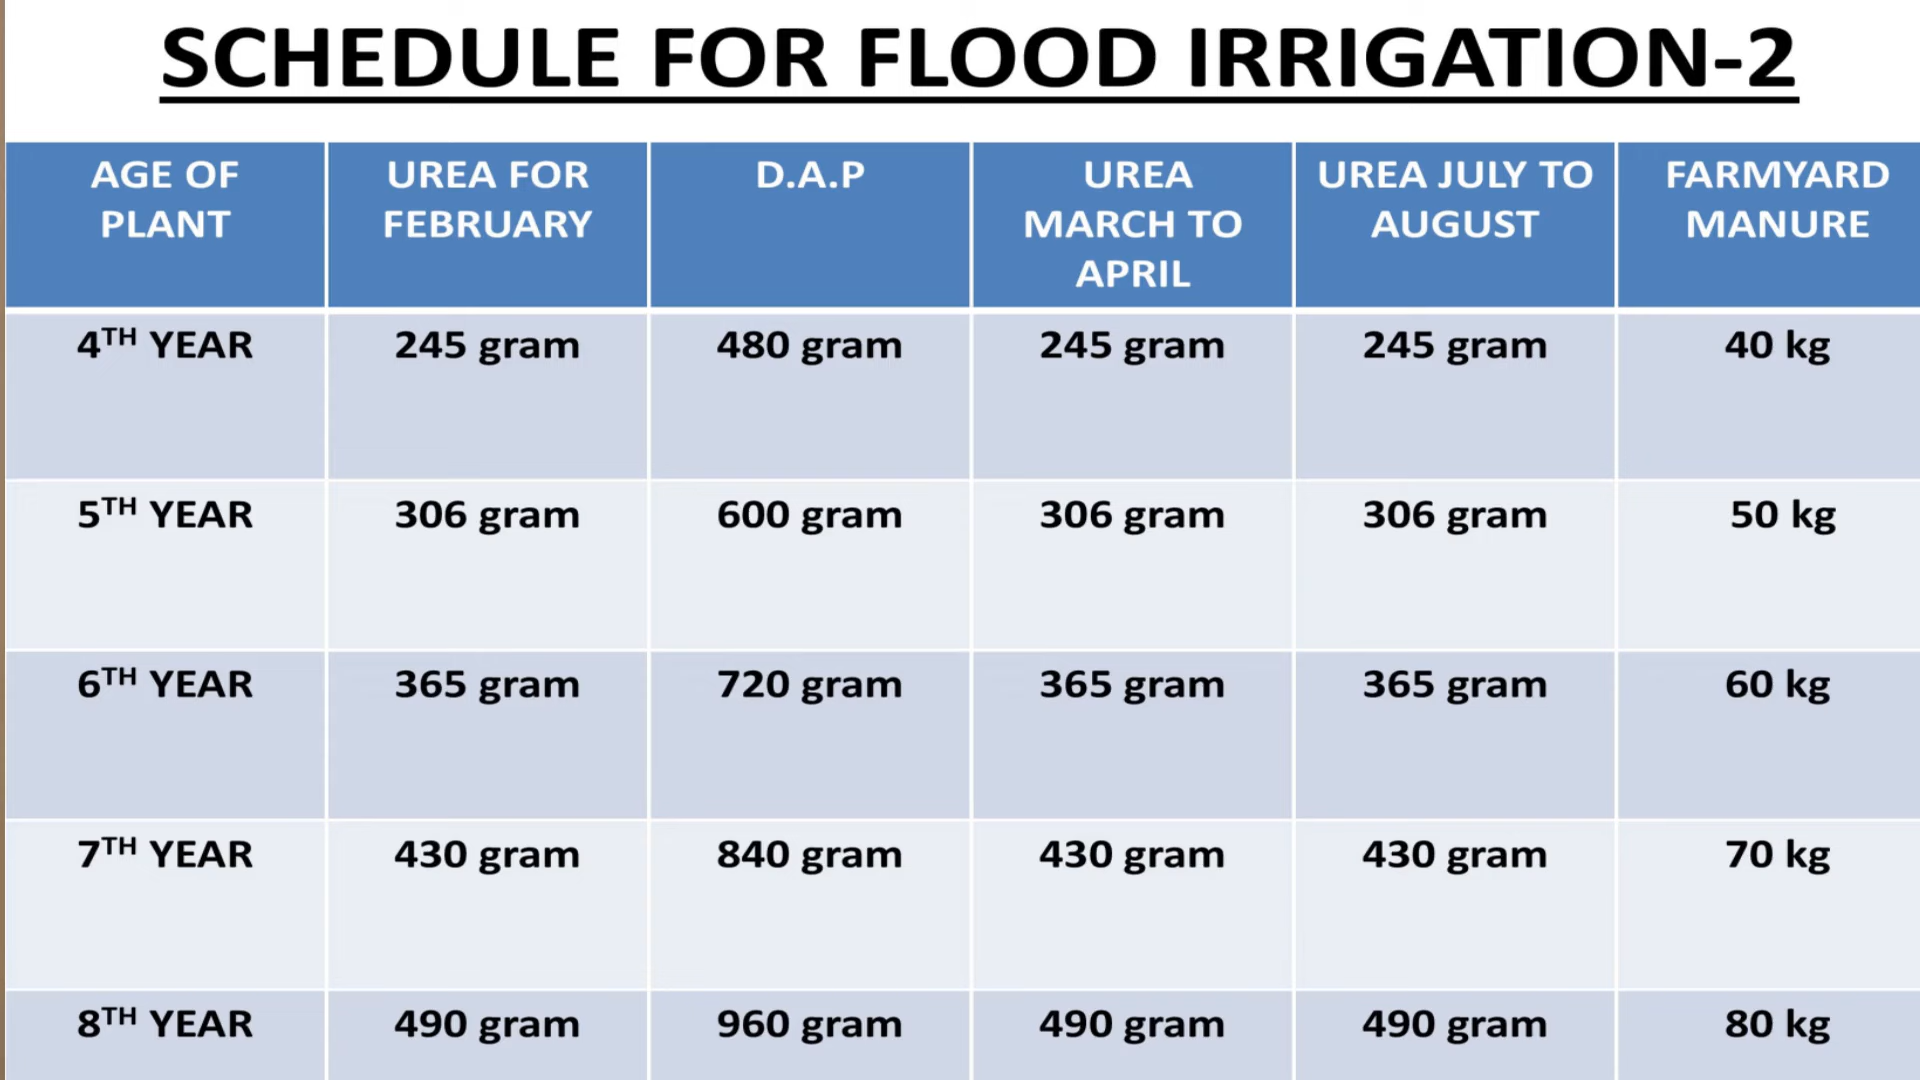 SCHEDULE FOR FLOOD IRRIGATION-2
AGE OF PLANT | UREA FOR FEBRUARY | D.A.P | UREA MARCH TO APRIL | UREA JULY TO AUGUST | FARMYARD MANURE
4TH YEAR | 245 gram | 480 gram | 245 gram | 245 gram | 40 kg
5TH YEAR | 306 gram | 600 gram | 306 gram | 306 gram | 50 kg
6TH YEAR | 365 gram | 720 gram | 365 gram | 365 gram | 60 kg
7TH YEAR | 430 gram | 840 gram | 430 gram | 430 gram | 70 kg
8TH YEAR | 490 gram | 960 gram | 490 gram | 490 gram | 80 kg